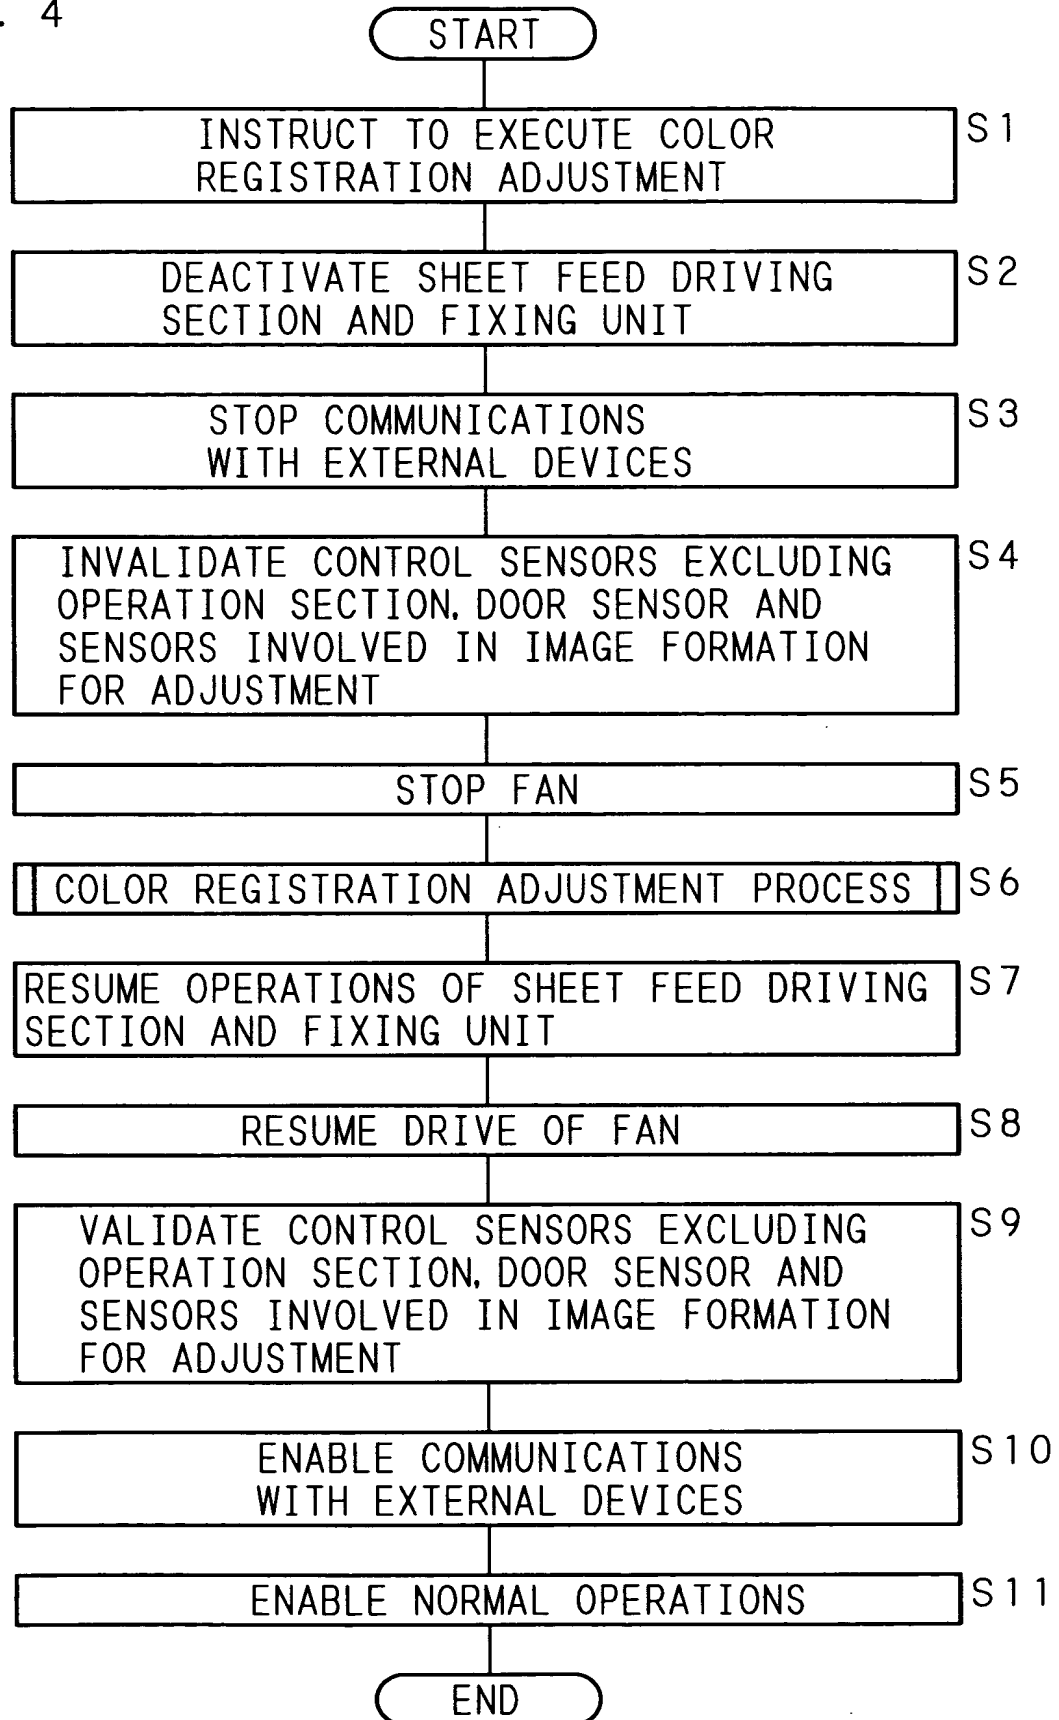 . 4
START
INSTRUCT TO EXECUTE COLOR
REGISTRATION ADJUSTMENT
S1
DEACTIVATE SHEET FEED DRIVING
SECTION AND FIXING UNIT
S2
STOP COMMUNICATIONS
WITH EXTERNAL DEVICES
S3
INVALIDATE CONTROL SENSORS EXCLUDING
OPERATION SECTION, DOOR SENSOR AND
SENSORS INVOLVED IN IMAGE FORMATION
FOR ADJUSTMENT
S4
STOP FAN
S5
COLOR REGISTRATION ADJUSTMENT PROCESS
S6
RESUME OPERATIONS OF SHEET FEED DRIVING
SECTION AND FIXING UNIT
S7
RESUME DRIVE OF FAN
S8
VALIDATE CONTROL SENSORS EXCLUDING
OPERATION SECTION, DOOR SENSOR AND
SENSORS INVOLVED IN IMAGE FORMATION
FOR ADJUSTMENT
S9
ENABLE COMMUNICATIONS
WITH EXTERNAL DEVICES
S10
ENABLE NORMAL OPERATIONS
S11
END